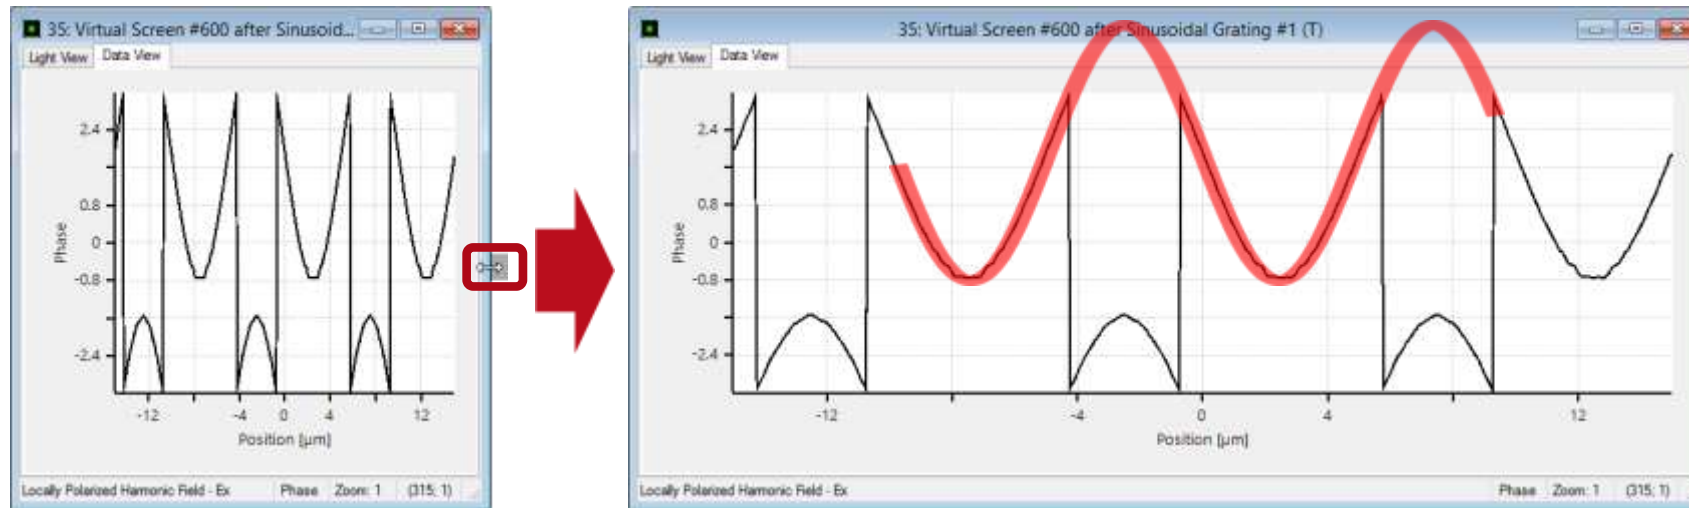 35: Virtual Screen #600 after Sinusoid...
Light View Data View
2.4
0.8
0
-0.8
-2.4
Phase
-12 -4 0 4 12
Position [µm]
Locally Polarized Harmonic Field - Ex Phase Zoom: 1 (315; 1)
35: Virtual Screen #600 after Sinusoidal Grating #1 (T)
Light View Data View
2.4
0.8
0
-0.8
-2.4
Phase
-12 -4 0 4 12
Position [µm]
Locally Polarized Harmonic Field - Ex Phase Zoom: 1 (315; 1)